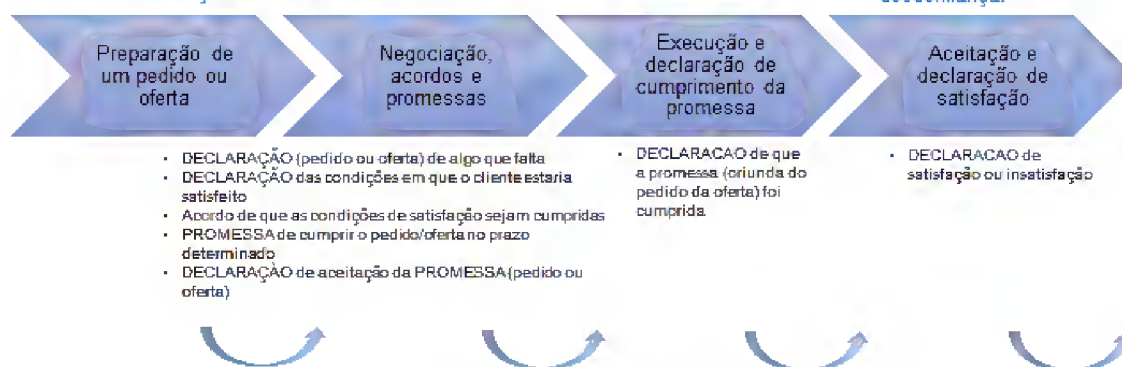 Preparação de
um pedido ou
oferta
Negociação,
acordos e
promessas
Execução e
declaração de
cumprimento da
promessa
Aceitação e
declaração de
satisfação
• DECLARAÇÃO (pedido ou oferta) de algo que falta
• DECLARAÇÃO das condições em que o cliente estaria
satisfeito
• Acordo de que as condições de satisfação sejam cumpridas
• PROMESSA de cumprir o pedido/oferta no prazo
determinado
• DECLARAÇÀO de aceitação da PROMESSA (pedido ou
oferta)
• DECLARACAO de que
a promessa (oriunda do
pedido da oferta) foi
cumprida
• DECLARACAO de
satisfação ou insatisfação